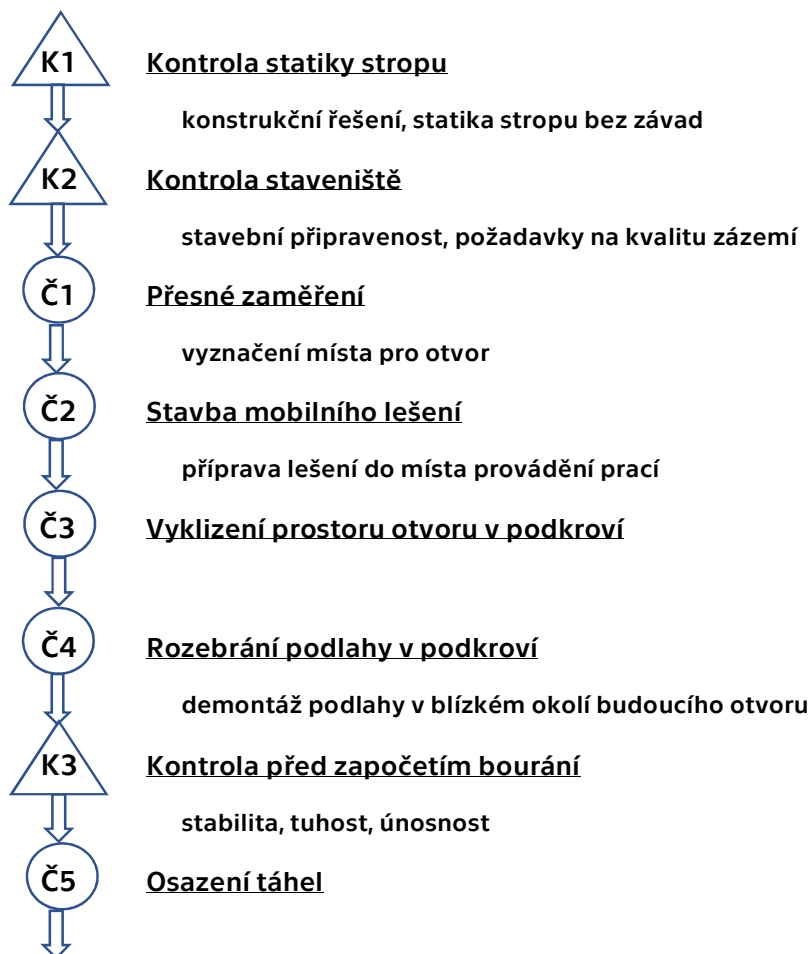 K1 Kontrola statiky stropu
konstrukční řešení, statika stropu bez závad
K2 Kontrola staveniště
stavební připravenost, požadavky na kvalitu zázemí
Č1 Přesné zaměření
vyznačení místa pro otvor
Č2 Stavba mobilního lešení
příprava lešení do místa provádění prací
Č3 Vyklizení prostoru otvoru v podkroví
Č4 Rozebrání podlahy v podkroví
demontáž podlahy v blízkém okolí budoucího otvoru
K3 Kontrola před započetím bourání
stabilita, tuhost, únosnost
Č5 Osazení táhel